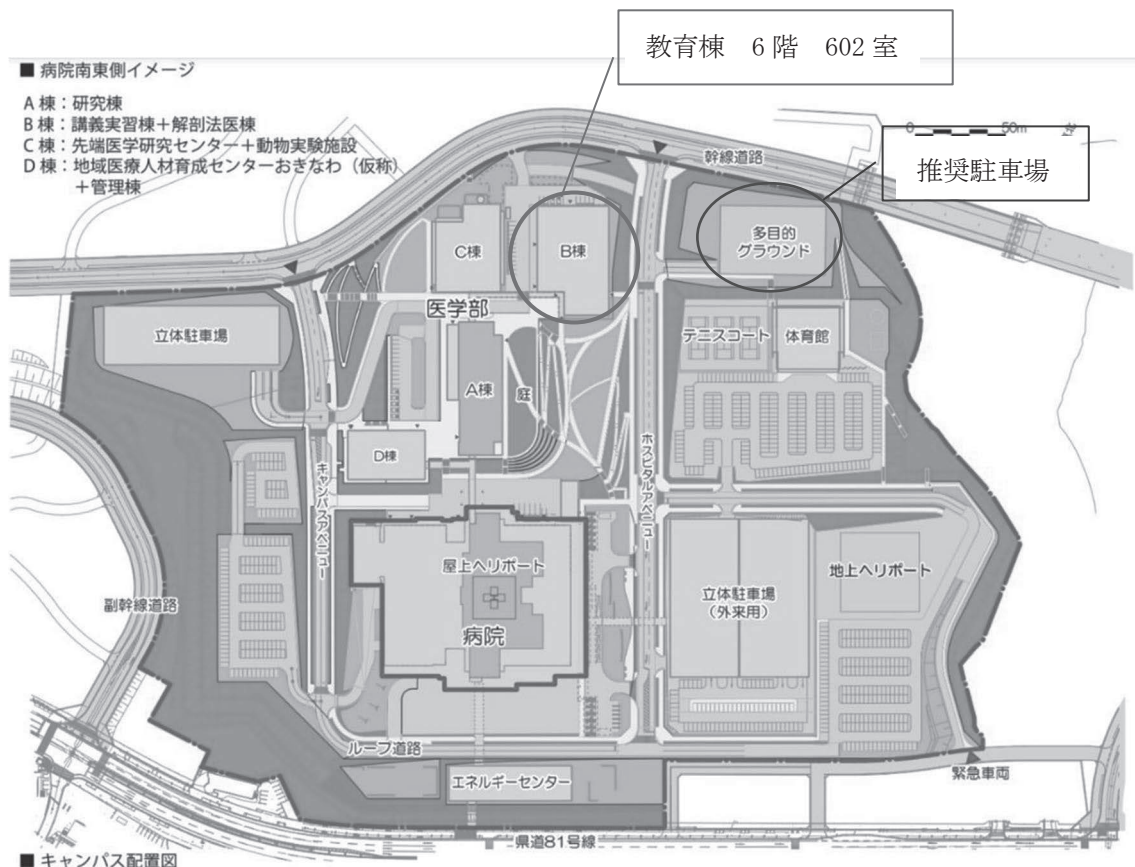 教育棟 6階 602室
■ 病院南東側イメージ
A棟：研究棟
B棟：講義実習棟＋解剖法医棟
C棟：先端医学研究センター＋動物実験施設
D棟：地域医療人材育成センターおきなわ（仮称）
＋管理棟
0 50m
幹線道路
推奨駐車場
C棟
B棟
多目的
グラウンド
医学部
立体駐車場
テニスコート
体育館
A棟
庭
D棟
キャンパスアベニュー
ホスピタルアベニュー
屋上ヘリポート
病院
立体駐車場
（外来用）
地上ヘリポート
副幹線道路
ループ道路
エネルギーセンター
緊急車両
県道81号線
■ キャンパス配置図